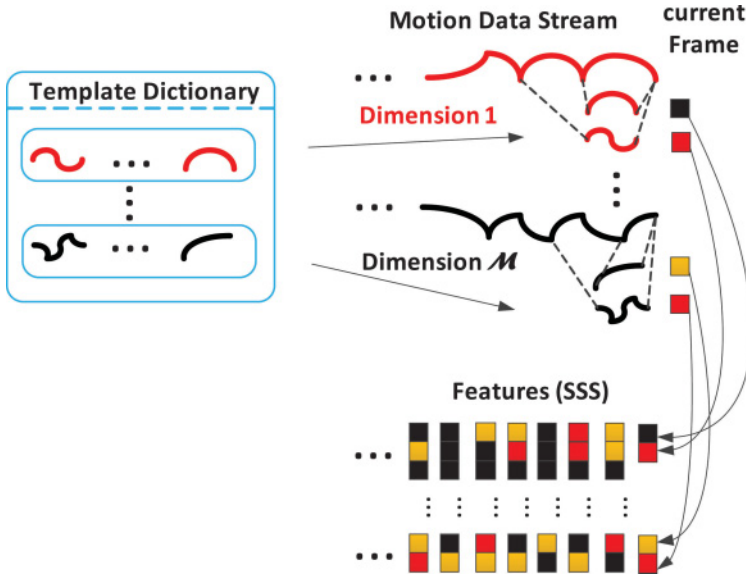 Motion Data Stream
current
Frame
Template Dictionary
Dimension 1
Dimension ℳ
Features (SSS)